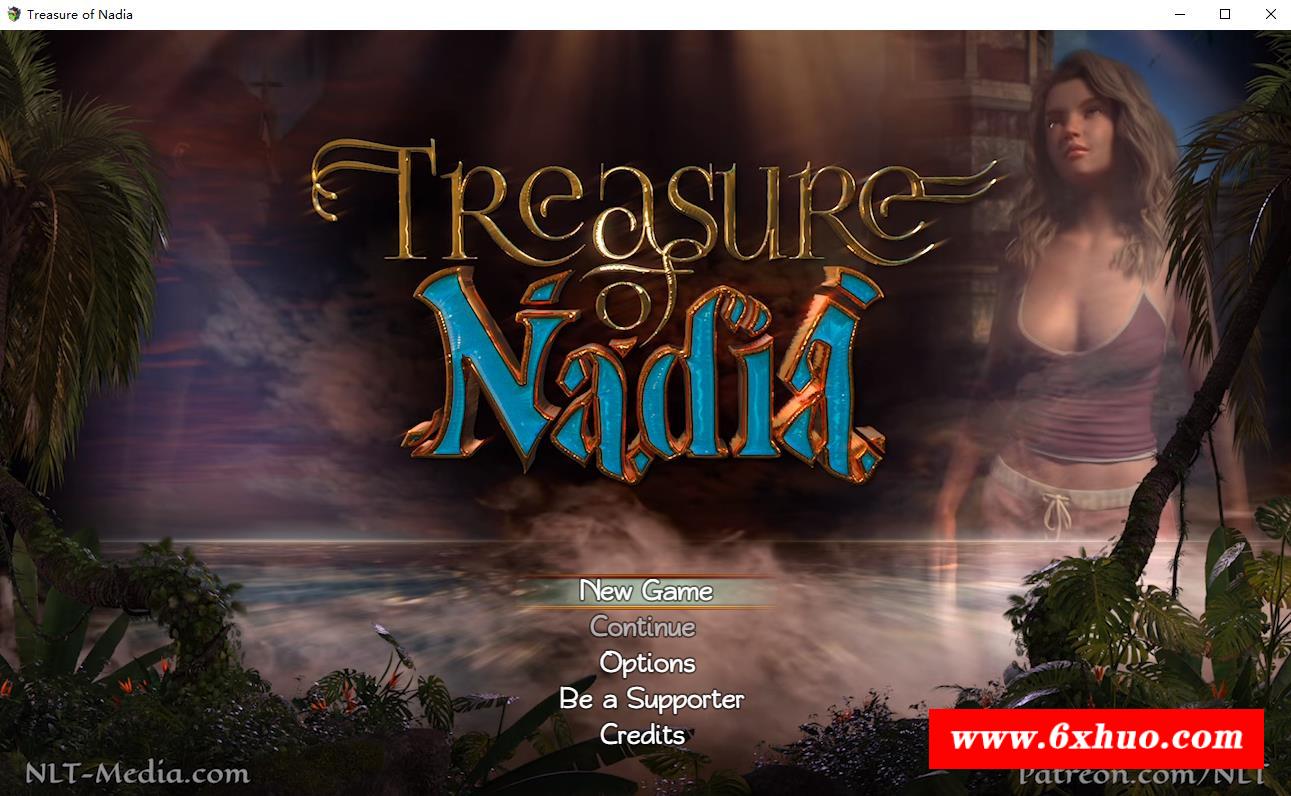 Treasure of Nadia
Treasure
of
Nadia
New Game
Continue
Options
Be a Supporter
Credits
www.6xhuo.com
NLT-Media.com
Patreon.com/NLT